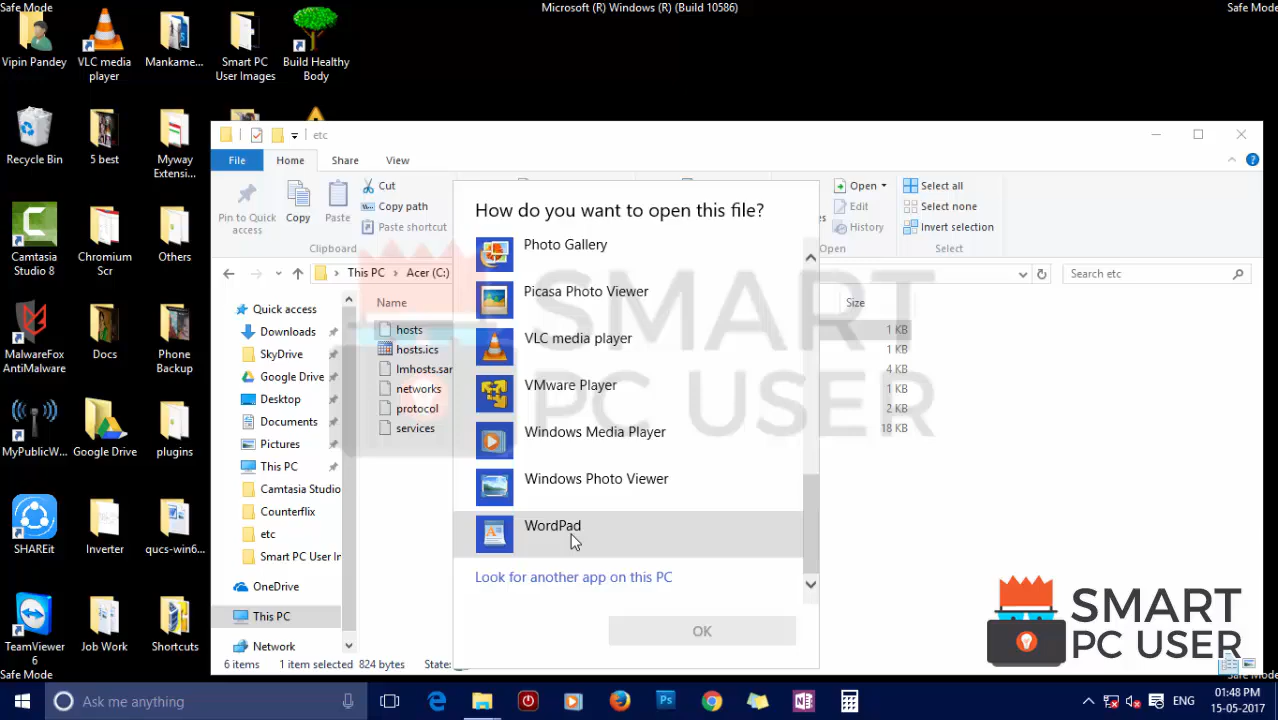 Safe Mode
Microsoft (R) Windows (R) (Build 10586)
Safe Mode
Vipin Pandey
VLC media
player
Mankame...
Smart PC
User Images
Build Healthy
Body
Recycle Bin
5 best
Myway
Extensi...
Camtasia
Studio 8
Chromium
Scr
Others
MalwareFox
AntiMalware
Docs
Phone
Backup
MyPublicW...
Google Drive
plugins
SHAREit
Inverter
qucs-win6...
TeamViewer
6
Job Work
Shortcuts
etc
File
Home
Share
View
Pin to Quick
access
Copy
Paste
Cut
Copy path
Paste shortcut
Clipboard
Open
Edit
History
Open
Select all
Select none
Invert selection
Select
This PC
Acer (C:)
Search etc
Quick access
Downloads
SkyDrive
Google Drive
Desktop
Documents
Pictures
This PC
Camtasia Studio
Counterflix
etc
Smart PC User In
OneDrive
This PC
Network
Name
Size
hosts
1 KB
hosts.ics
1 KB
lmhosts.sar
4 KB
networks
1 KB
protocol
2 KB
services
18 KB
6 items
1 item selected
824 bytes
State:
How do you want to open this file?
Photo Gallery
Picasa Photo Viewer
VLC media player
VMware Player
Windows Media Player
Windows Photo Viewer
WordPad
Look for another app on this PC
OK
SMART
PC USER
SMART
PC USER
Safe Mode
Safe Mode
Ask me anything
ENG
01:48 PM
15-05-2017